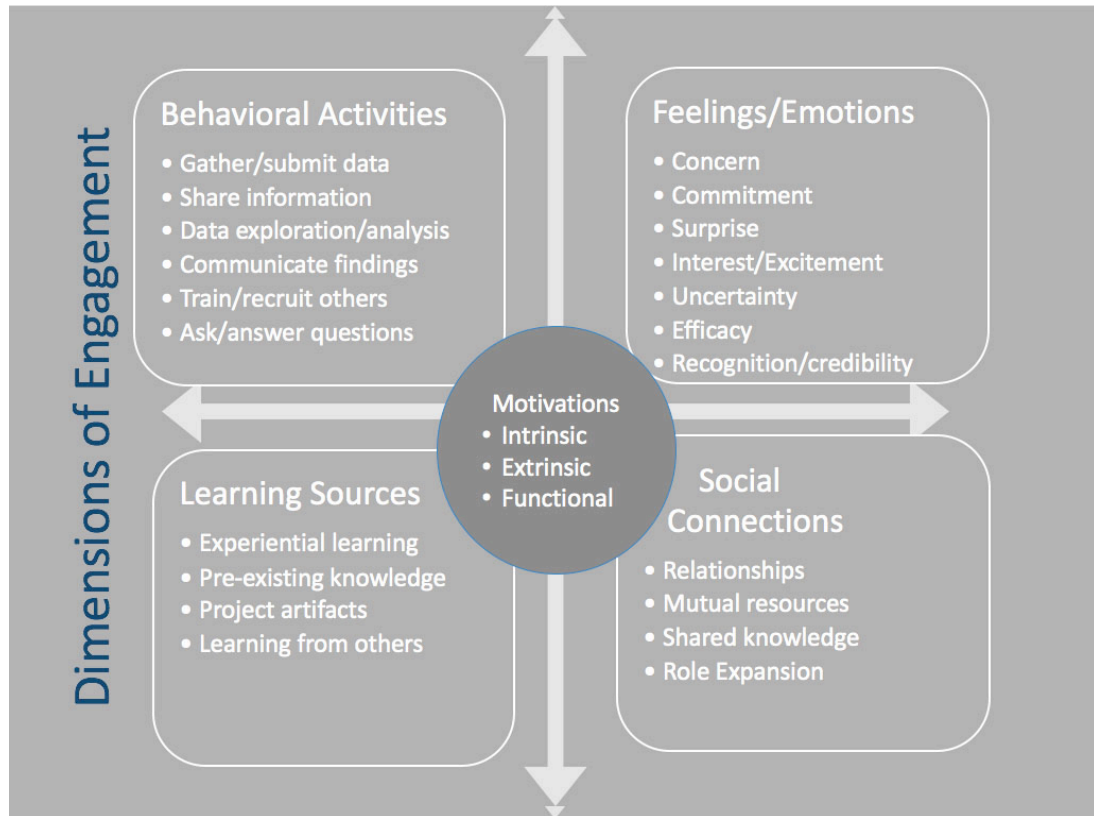 Dimensions of Engagement
Behavioral Activities
• Gather/submit data
• Share information
• Data exploration/analysis
• Communicate findings
• Train/recruit others
• Ask/answer questions
Feelings/Emotions
• Concern
• Commitment
• Surprise
• Interest/Excitement
• Uncertainty
• Efficacy
• Recognition/credibility
Motivations
• Intrinsic
• Extrinsic
• Functional
Learning Sources
• Experiential learning
• Pre-existing knowledge
• Project artifacts
• Learning from others
Social
Connections
• Relationships
• Mutual resources
• Shared knowledge
• Role Expansion